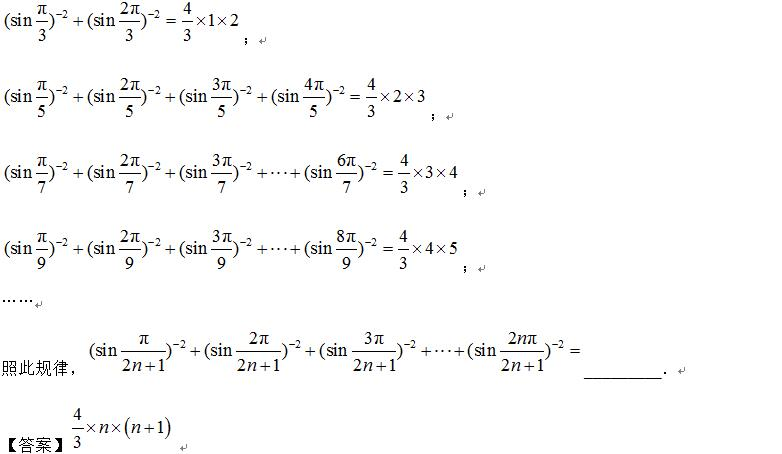 (sin π/3)^{-2} + (sin 2π/3)^{-2} = 4/3 ×1×2 ；
(sin π/5)^{-2} + (sin 2π/5)^{-2} + (sin 3π/5)^{-2} + (sin 4π/5)^{-2} = 4/3 × 2 × 3 ；
(sin π/7)^{-2} + (sin 2π/7)^{-2} + (sin 3π/7)^{-2} + ⋯ + (sin 6π/7)^{-2} = 4/3 ×3×4 ；
(sin π/9)^{-2} + (sin 2π/9)^{-2} + (sin 3π/9)^{-2} + ⋯ + (sin 8π/9)^{-2} = 4/3 ×4×5 ；
……
照此规律， (sin π/(2n+1))^{-2} + (sin 2π/(2n+1))^{-2} + (sin 3π/(2n+1))^{-2} + ⋯ + (sin 2nπ/(2n+1))^{-2} = _________．
【答案】 4/3 ×n×(n+1)